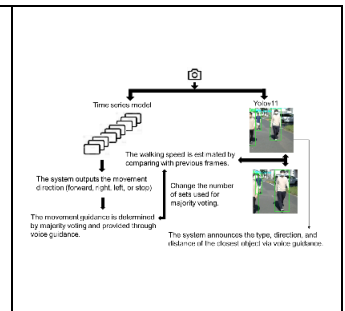 Time series model
Yolov11
The walking speed is estimated by
comparing with previous frames.
The system outputs the movement
direction (forward, right, left, or stop)
Change the number
of sets used for
majority voting.
The movement guidance is determined
by majority voting and provided through
voice guidance.
The system announces the type, direction, and
distance of the closest object via voice guidance.